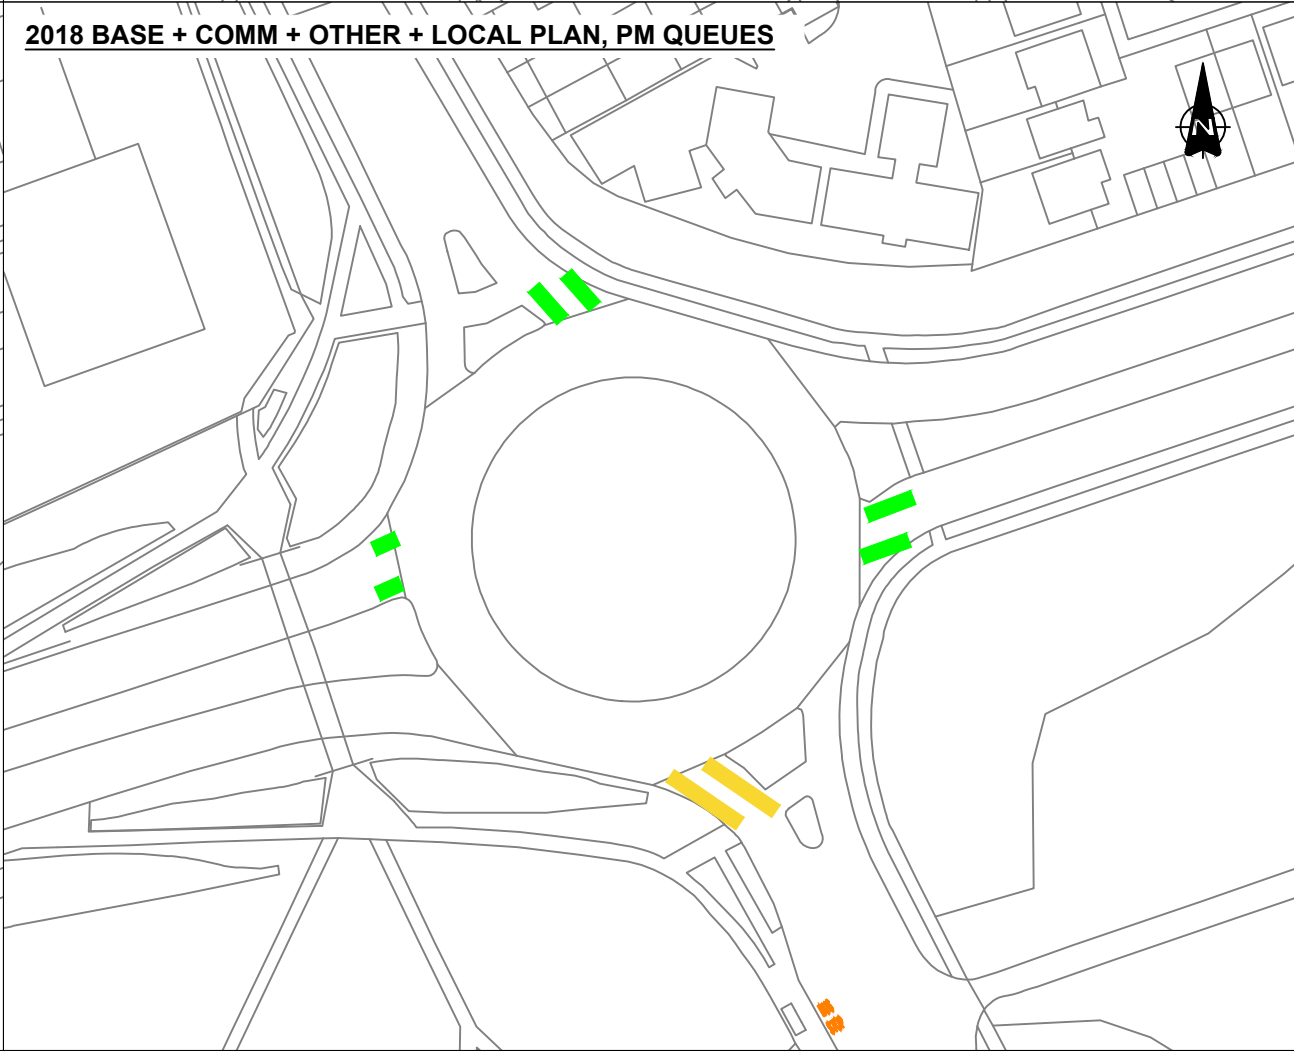 2018 BASE + COMM + OTHER + LOCAL PLAN, PM QUEUES
N